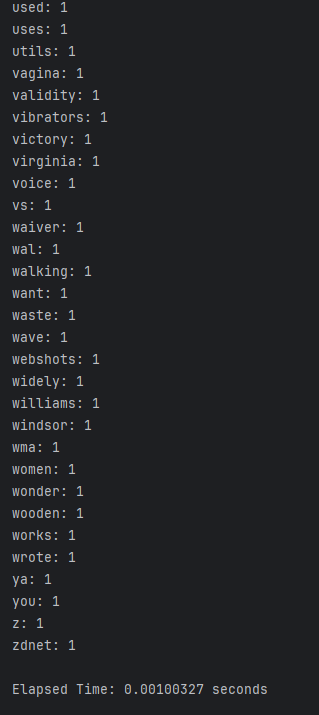 used: 1
uses: 1
utils: 1
vagina: 1
validity: 1
vibrators: 1
victory: 1
virginia: 1
voice: 1
vs: 1
waiver: 1
wal: 1
walking: 1
want: 1
waste: 1
wave: 1
webshots: 1
widely: 1
williams: 1
windsor: 1
wma: 1
women: 1
wonder: 1
wooden: 1
works: 1
wrote: 1
ya: 1
you: 1
z: 1
zdnet: 1
Elapsed Time: 0.00100327 seconds